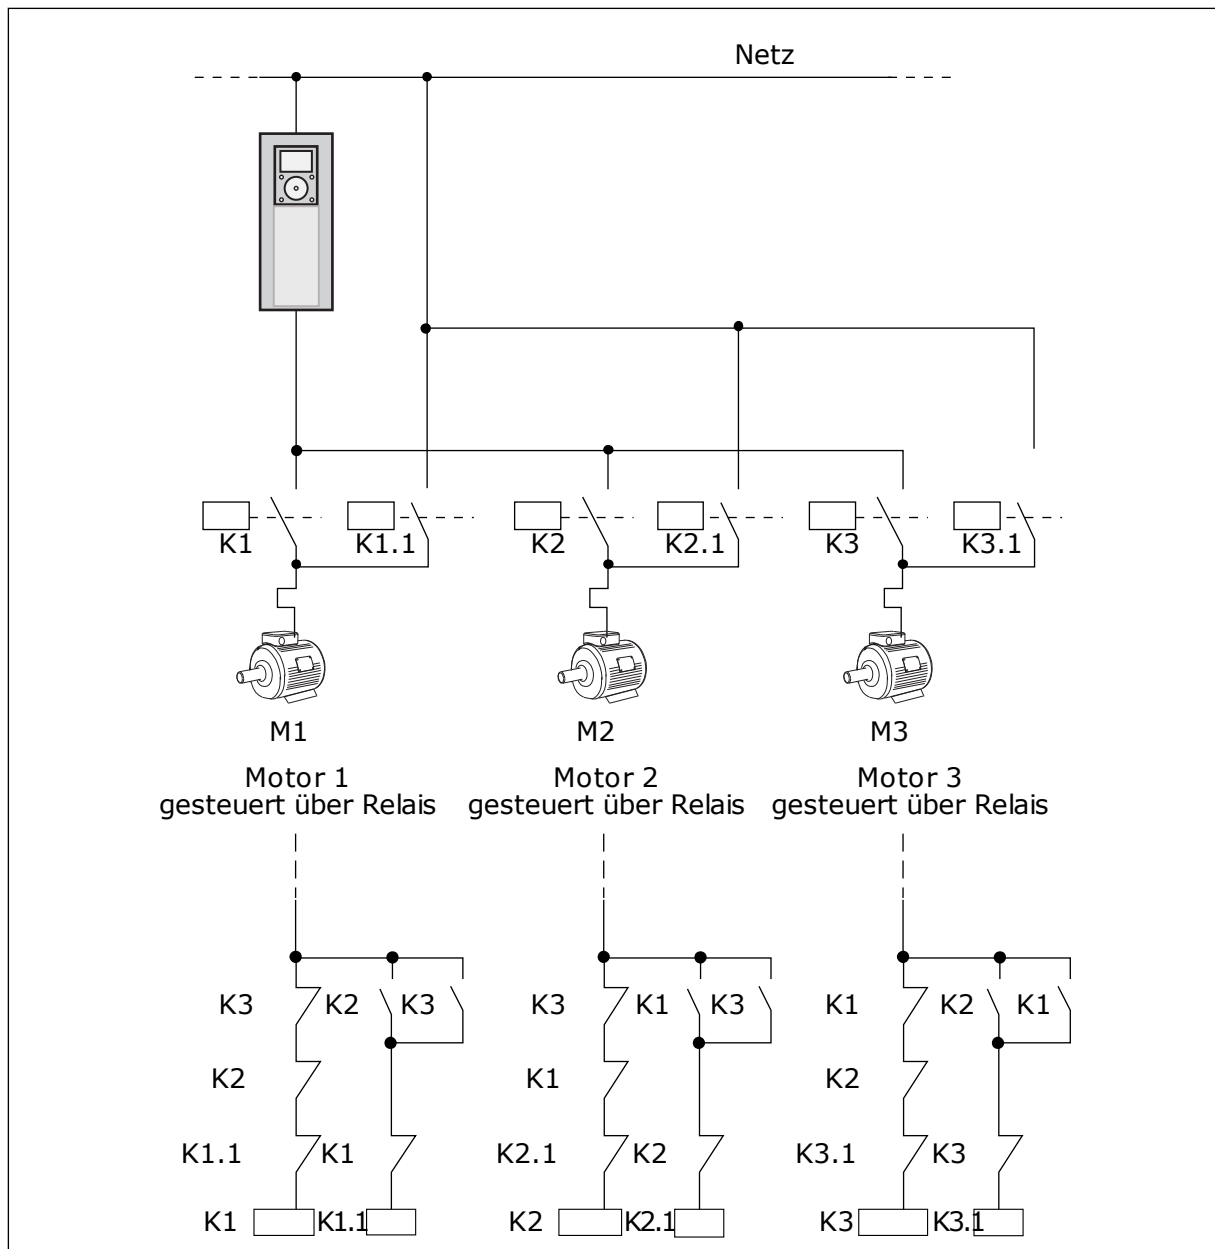 Netz
K1
K1.1
K2
K2.1
K3
K3.1
M1
M2
M3
Motor 1
gesteuert über Relais
Motor 2
gesteuert über Relais
Motor 3
gesteuert über Relais
K3
K2
K3
K3
K1
K3
K1
K2
K1
K2
K1
K2
K1.1
K1
K2.1
K2
K3.1
K3
K1
K1.1
K2
K2.1
K3
K3.1